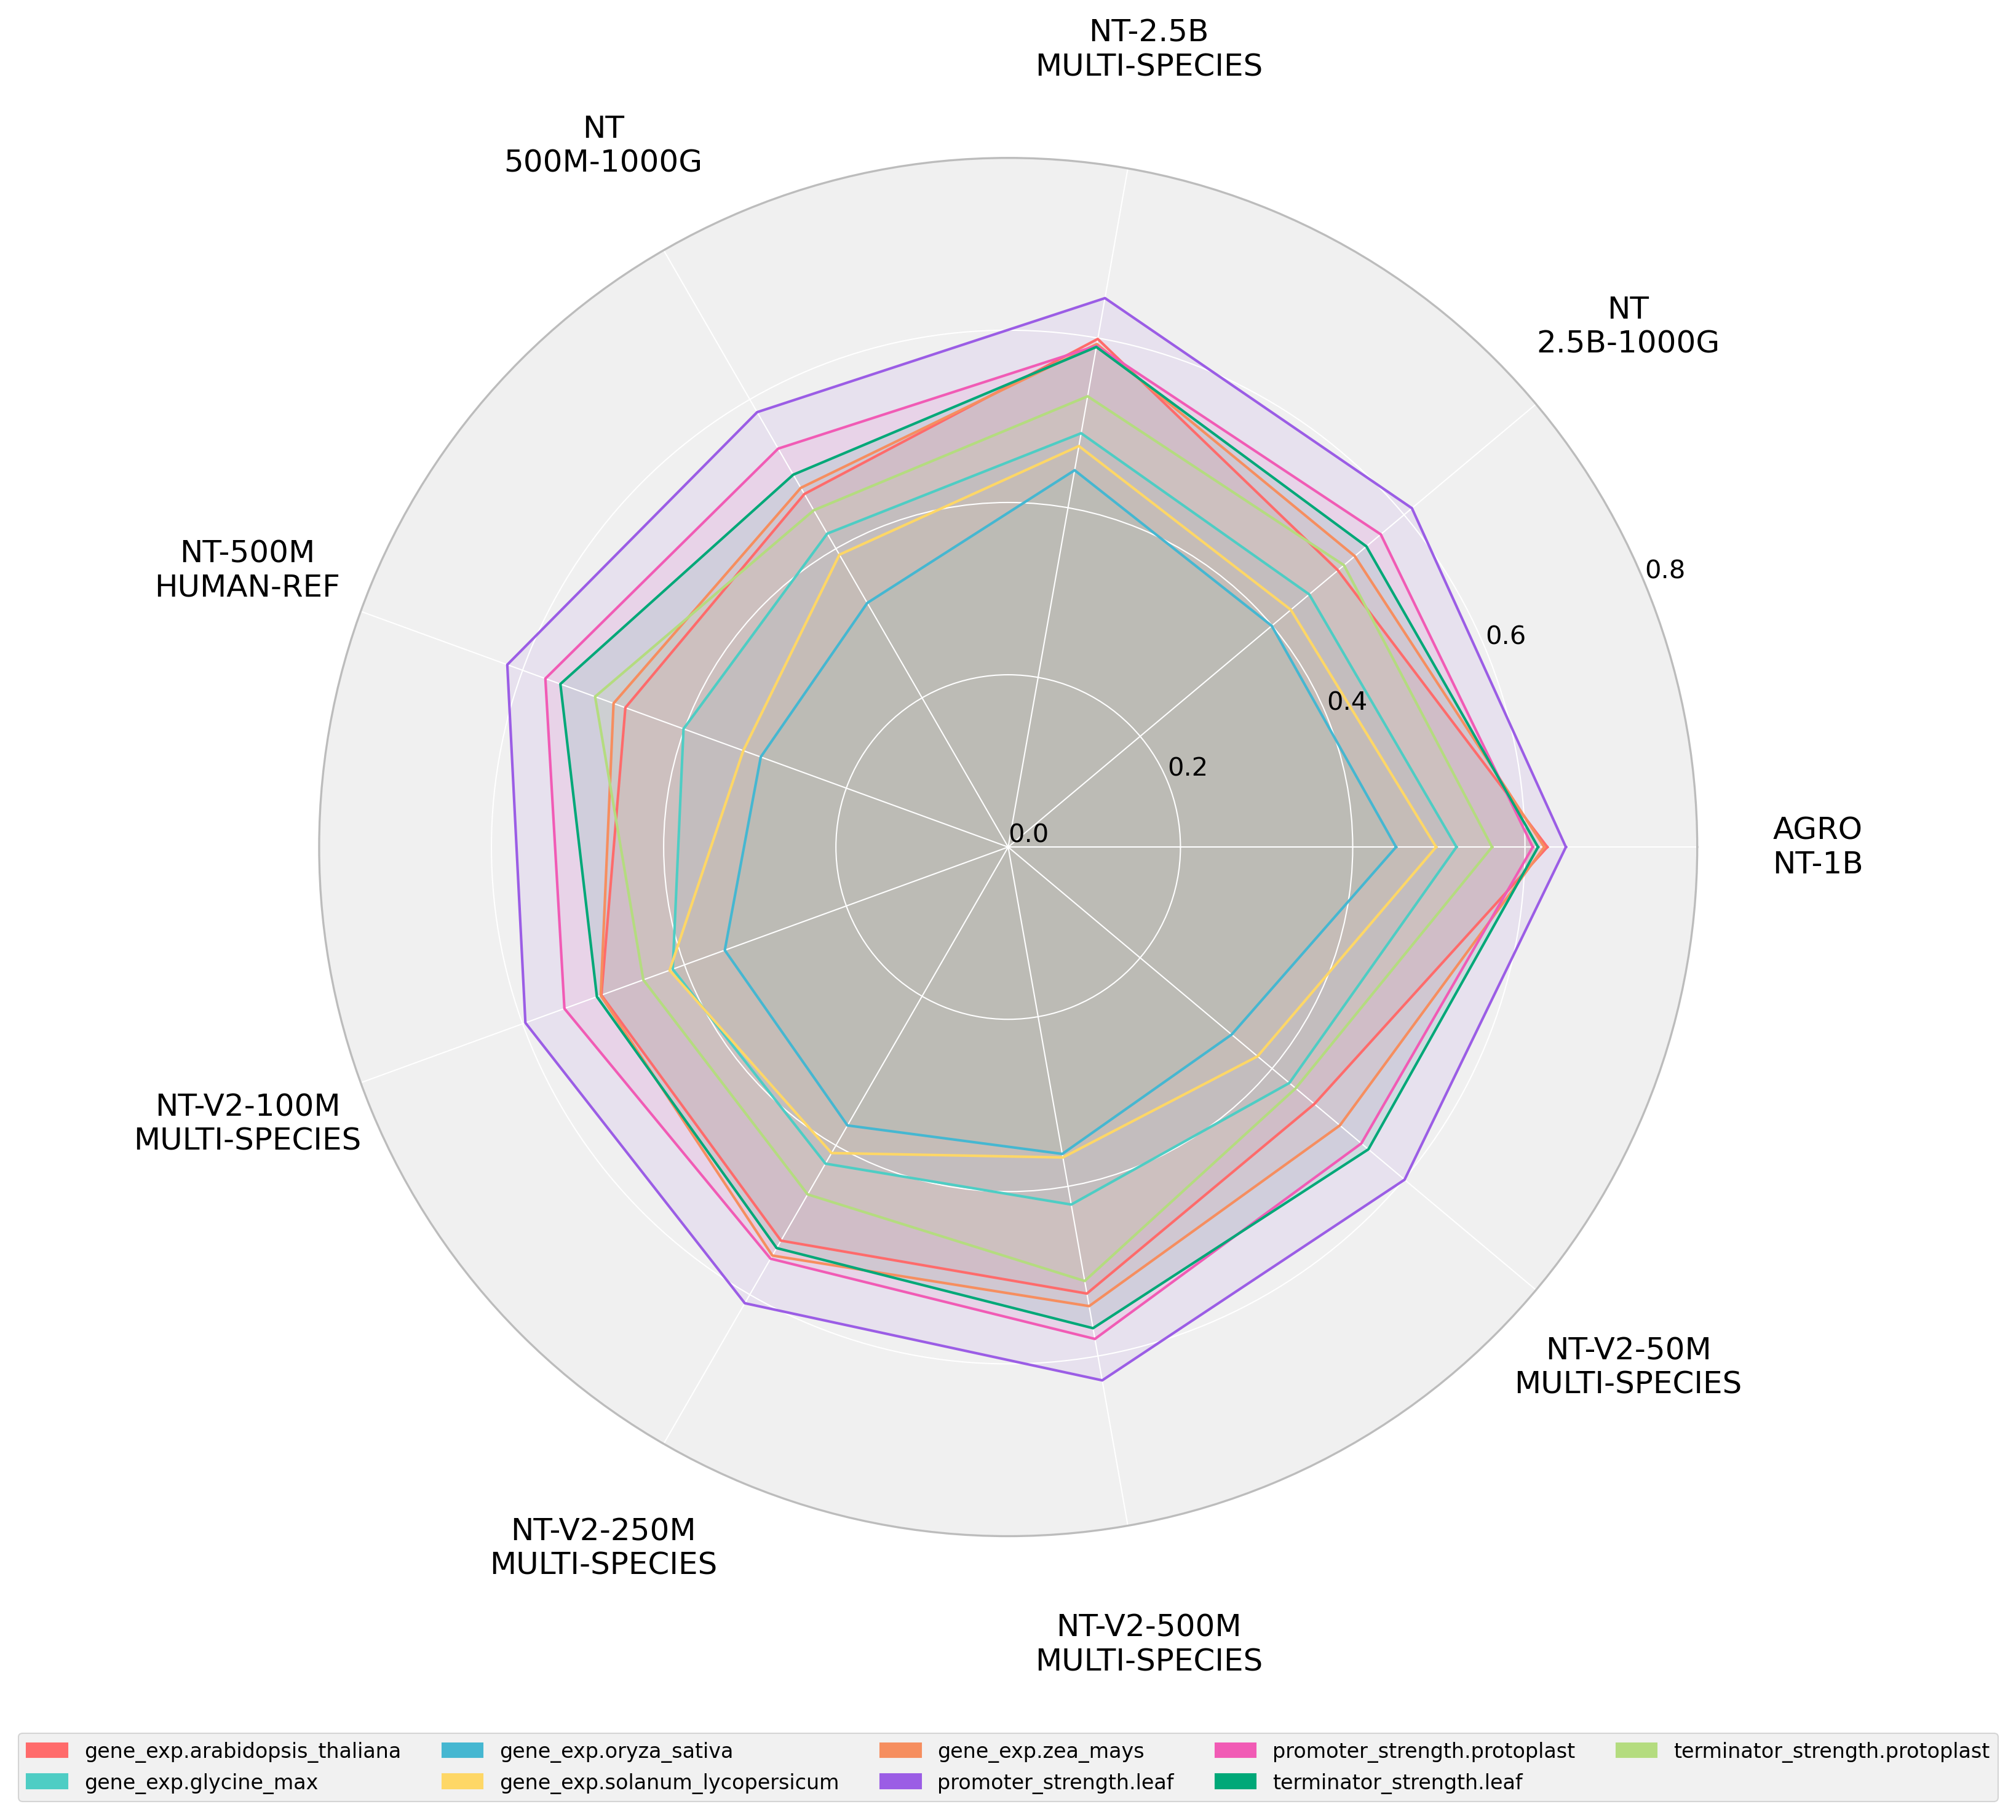 NT-2.5B
MULTI-SPECIES
NT
500M-1000G
NT
2.5B-1000G
NT-500M
HUMAN-REF
0.8
0.6
0.4
0.2
0.0
AGRO
NT-1B
NT-V2-100M
MULTI-SPECIES
NT-V2-50M
MULTI-SPECIES
NT-V2-250M
MULTI-SPECIES
NT-V2-500M
MULTI-SPECIES
gene_exp.arabidopsis_thaliana
gene_exp.glycine_max
gene_exp.oryza_sativa
gene_exp.solanum_lycopersicum
gene_exp.zea_mays
promoter_strength.leaf
promoter_strength.protoplast
terminator_strength.leaf
terminator_strength.protoplast